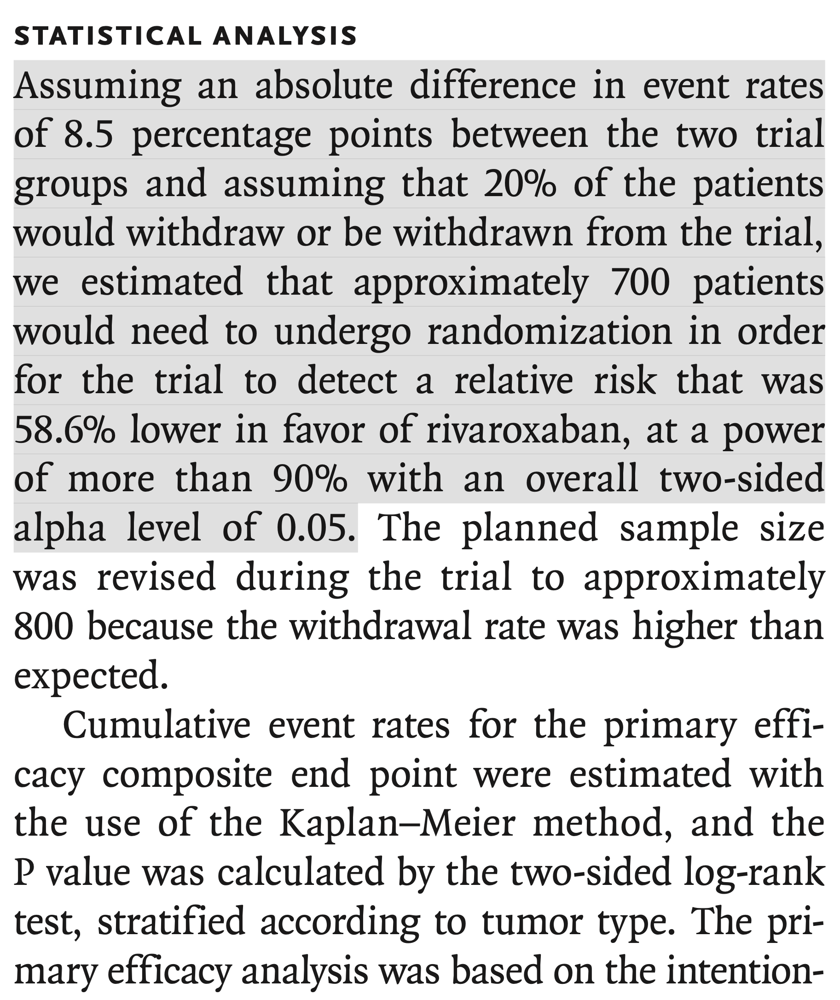 STATISTICAL ANALYSIS
Assuming an absolute difference in event rates
of 8.5 percentage points between the two trial
groups and assuming that 20% of the patients
would withdraw or be withdrawn from the trial,
we estimated that approximately 700 patients
would need to undergo randomization in order
for the trial to detect a relative risk that was
58.6% lower in favor of rivaroxaban, at a power
of more than 90% with an overall two-sided
alpha level of 0.05. The planned sample size
was revised during the trial to approximately
800 because the withdrawal rate was higher than
expected.
Cumulative event rates for the primary effi-
cacy composite end point were estimated with
the use of the Kaplan–Meier method, and the
P value was calculated by the two-sided log-rank
test, stratified according to tumor type. The pri-
mary efficacy analysis was based on the intention-